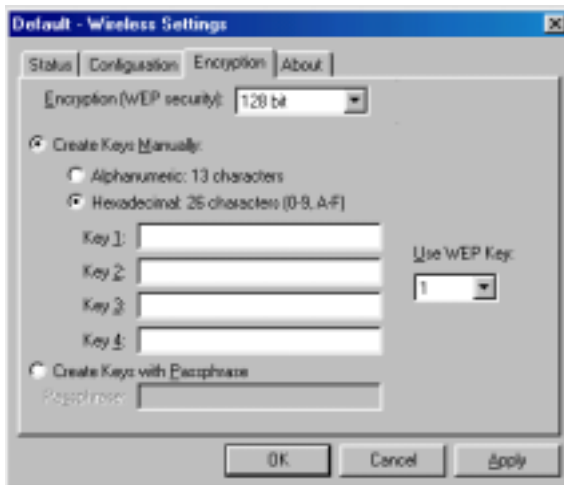 Default - Wireless Settings
Status Configuration Encryption About
Encryption (WEP security): 128 bit
Create Keys Manually:
Alphanumeric: 13 characters
Hexadecimal: 26 characters (0-9, A-F)
Key 1:
Use WEP Key:
Key 2:
1
Key 3:
Key 4:
Create Keys with Passphrase
Passphrase:
OK Cancel Apply